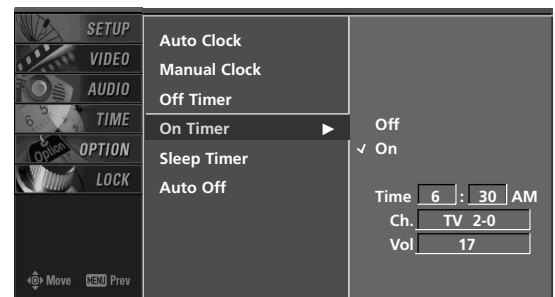 SETUP
VIDEO
AUDIO
TIME
OPTION
LOCK
Move MENU Prev
Auto Clock
Manual Clock
Off Timer
On Timer ►
Sleep Timer
Auto Off
Off
✓ On
Time 6 : 30 AM
Ch. TV 2-0
Vol 17